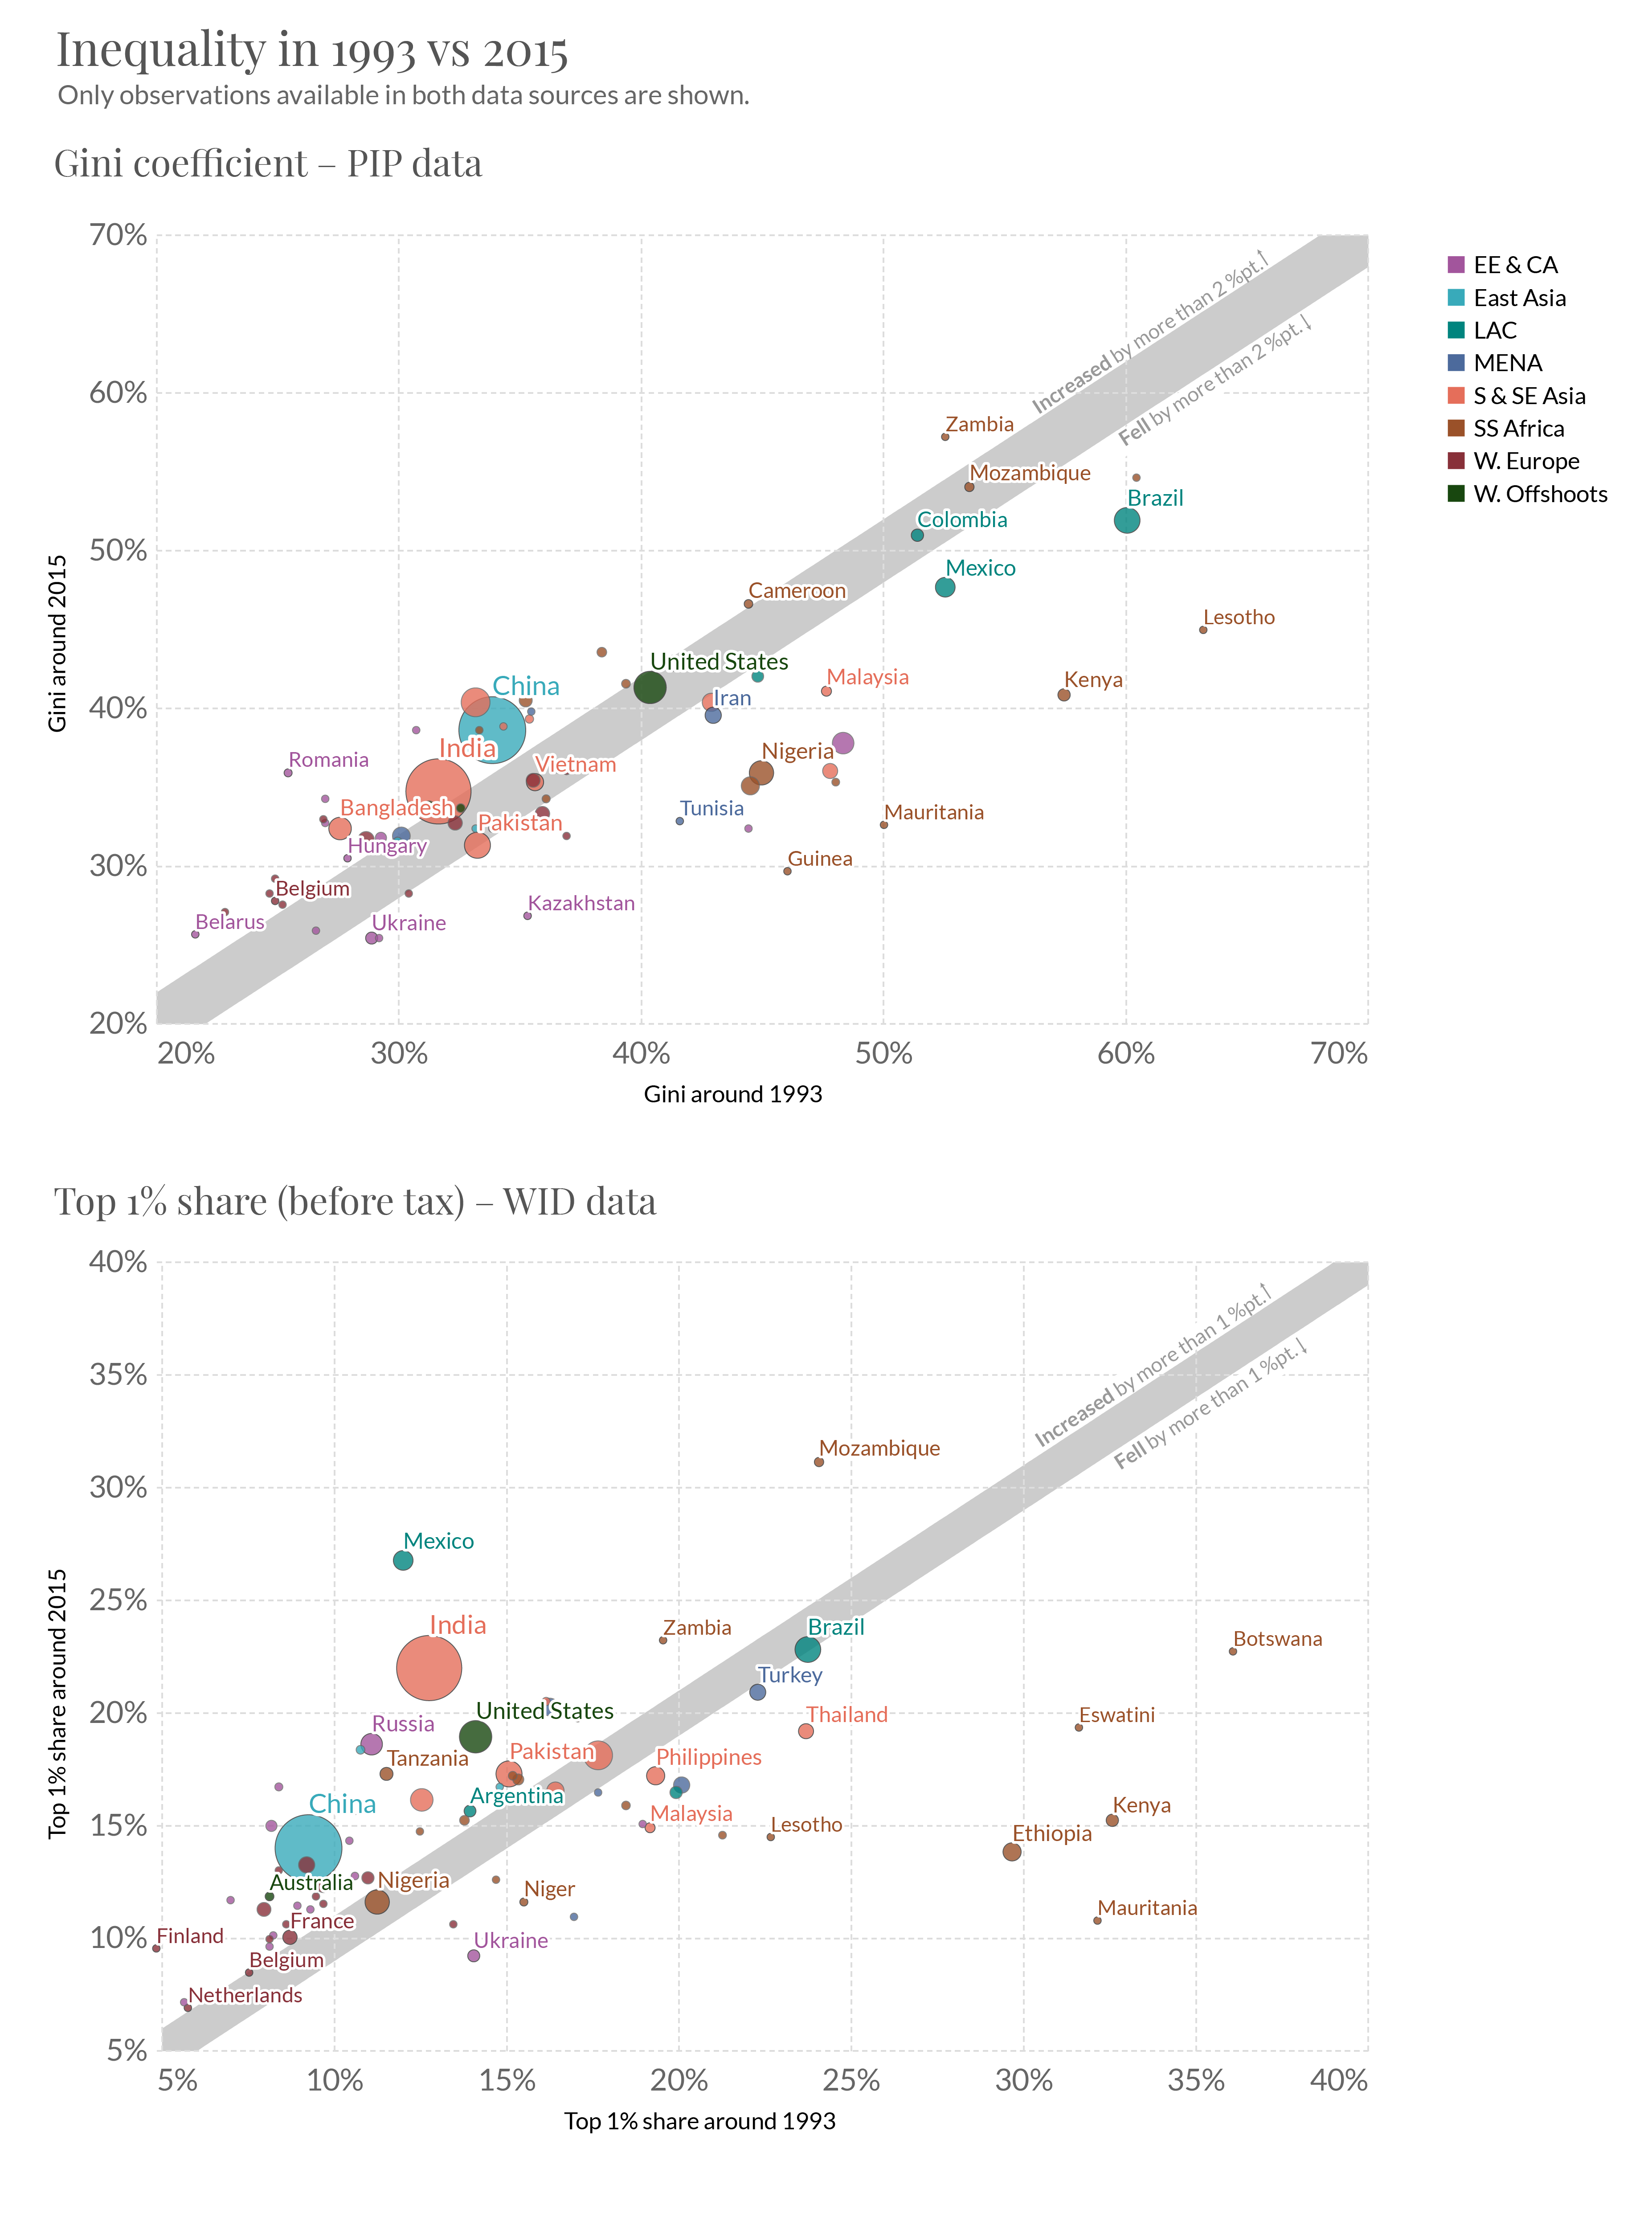 Inequality in 1993 vs 2015
Only observations available in both data sources are shown.
Gini coefficient – PIP data
70%
60%
50%
40%
30%
20%
Gini around 2015
Increased by more than 2 %pt.↑
Fell by more than 2 %pt.↓
Zambia
Mozambique
Brazil
Colombia
Mexico
Cameroon
Lesotho
United States
China
Malaysia
Kenya
Iran
India
Nigeria
Romania
Vietnam
Bangladesh
Tunisia
Mauritania
Pakistan
Hungary
Guinea
Belgium
Kazakhstan
Belarus
Ukraine
20%
30%
40%
50%
60%
70%
Gini around 1993
EE & CA
East Asia
LAC
MENA
S & SE Asia
SS Africa
W. Europe
W. Offshoots
Top 1% share (before tax) – WID data
40%
35%
30%
25%
20%
15%
10%
5%
Top 1% share around 2015
Increased by more than 1 %pt.↑
Fell by more than 1 %pt.↓
Mozambique
Mexico
India
Zambia
Brazil
Botswana
Turkey
United States
Thailand
Eswatini
Russia
Tanzania
Pakistan
Philippines
Argentina
China
Malaysia
Lesotho
Kenya
Ethiopia
Australia
Nigeria
Niger
Mauritania
France
Finland
Ukraine
Belgium
Netherlands
5%
10%
15%
20%
25%
30%
35%
40%
Top 1% share around 1993